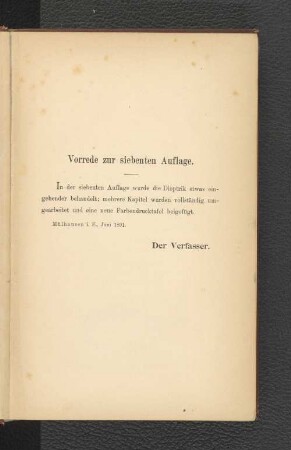 Vorrede zur siebenten Auflage.
In der siebenten Auflage wurde die Dioptrik etwas ein-
gehender behandelt; mehrere Kapitel wurden vollständig um-
gearbeitet und eine neue Farbendrucktafel beigefügt.
Mülhausen i. E., Juni 1891.
Der Verfasser.